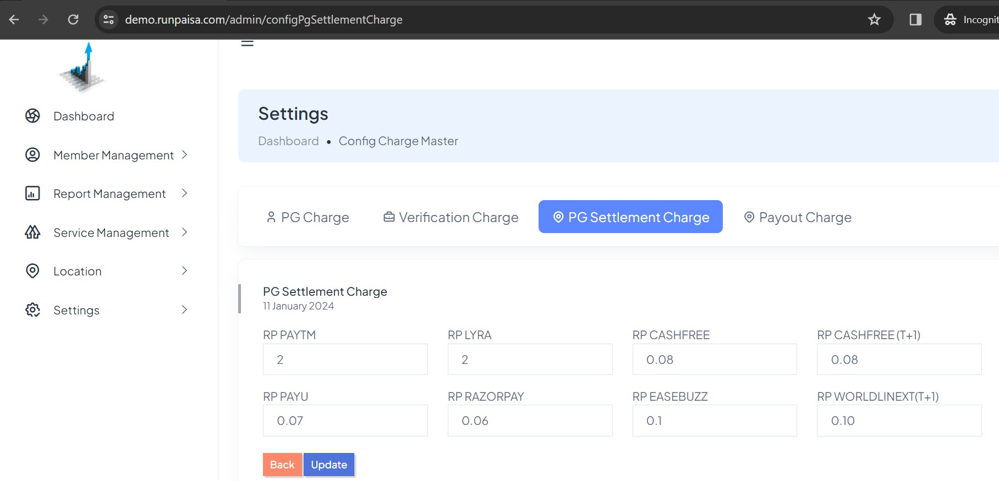 demo.runpaisa.com/admin/configPgSettlementCharge
Dashboard
Member Management
Report Management
Service Management
Location
Settings
Settings
Dashboard • Config Charge Master
PG Charge Verification Charge PG Settlement Charge Payout Charge
PG Settlement Charge
11 January 2024
RP PAYTM RP LYRA RP CASHFREE RP CASHFREE (T+1)
2 2 0.08 0.08
RP PAYU RP RAZORPAY RP EASEBUZZ RP WORLDLINEXT(T+1)
0.07 0.06 0.1 0.10
Back Update